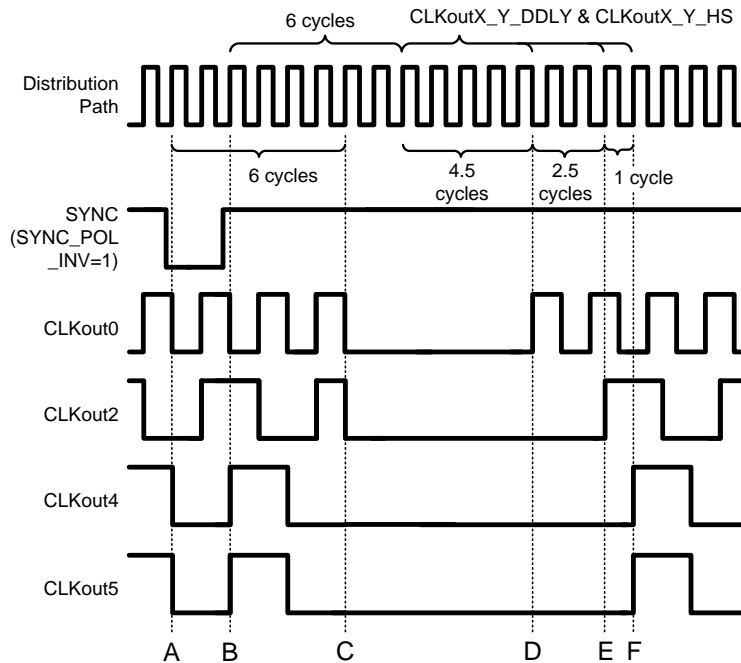 6 cycles
CLKoutX_Y_DDLY & CLKoutX_Y_HS
Distribution
Path
6 cycles
4.5
cycles
2.5
cycles
1 cycle
SYNC
(SYNC_POL
_INV=1)
CLKout0
CLKout2
CLKout4
CLKout5
A B C D E F